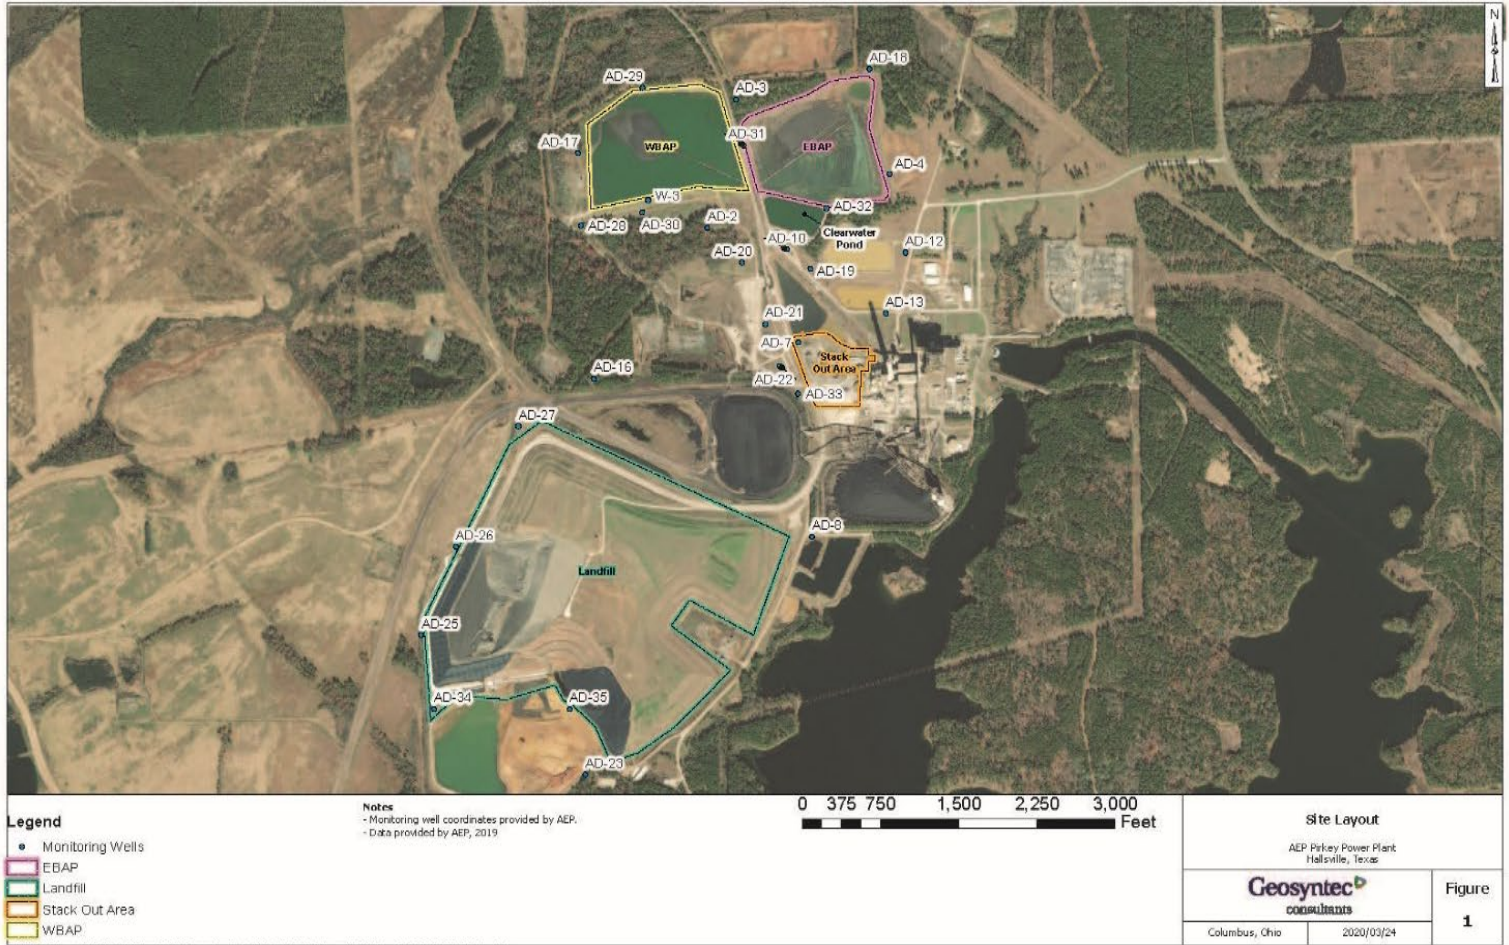 N
AD-18
AD-29
AD-3
AD-31
WBAP
EBAP
AD-17
AD-4
W-3
AD-32
AD-28
AD-30
AD-2
Clearwater
Pond
AD-10
AD-12
AD-20
AD-19
AD-13
AD-21
AD-7
Stack
Out Area
AD-16
AD-22
AD-33
AD-27
AD-8
AD-26
Landfill
AD-25
AD-34
AD-35
AD-23
Legend
Monitoring Wells
EBAP
Landfill
Stack Out Area
WBAP
Notes
- Monitoring well coordinates provided by AEP.
- Data provided by AEP, 2019
0 375 750 1,500 2,250 3,000
Feet
Site Layout
AEP Pirkey Power Plant
Hallsville, Texas
Geosyntec
consultants
Columbus, Ohio
2020/03/24
Figure
1